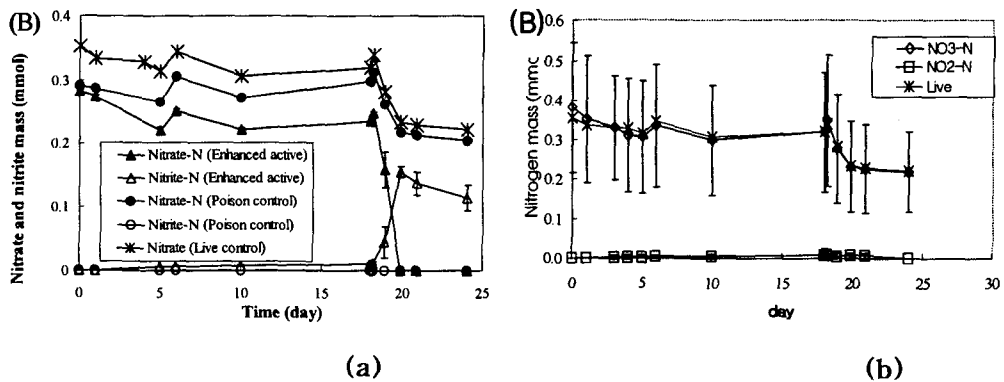 (B)
Nitrate and nitrite mass (mmol)
0.4
0.3
0.2
0.1
0
Nitrate-N (Enhanced active)
Nitrite-N (Enhanced active)
Nitrate-N (Poison control)
Nitrite-N (Poison control)
Nitrate (Live control)
0 5 10 15 20 25
Time (day)
(a)
(B)
Nitrogen mass (mmc
0.6
0.5
0.4
0.3
0.2
0.1
0.0
NO3-N
NO2-N
Live
0 5 10 15 20 25 30
day
(b)